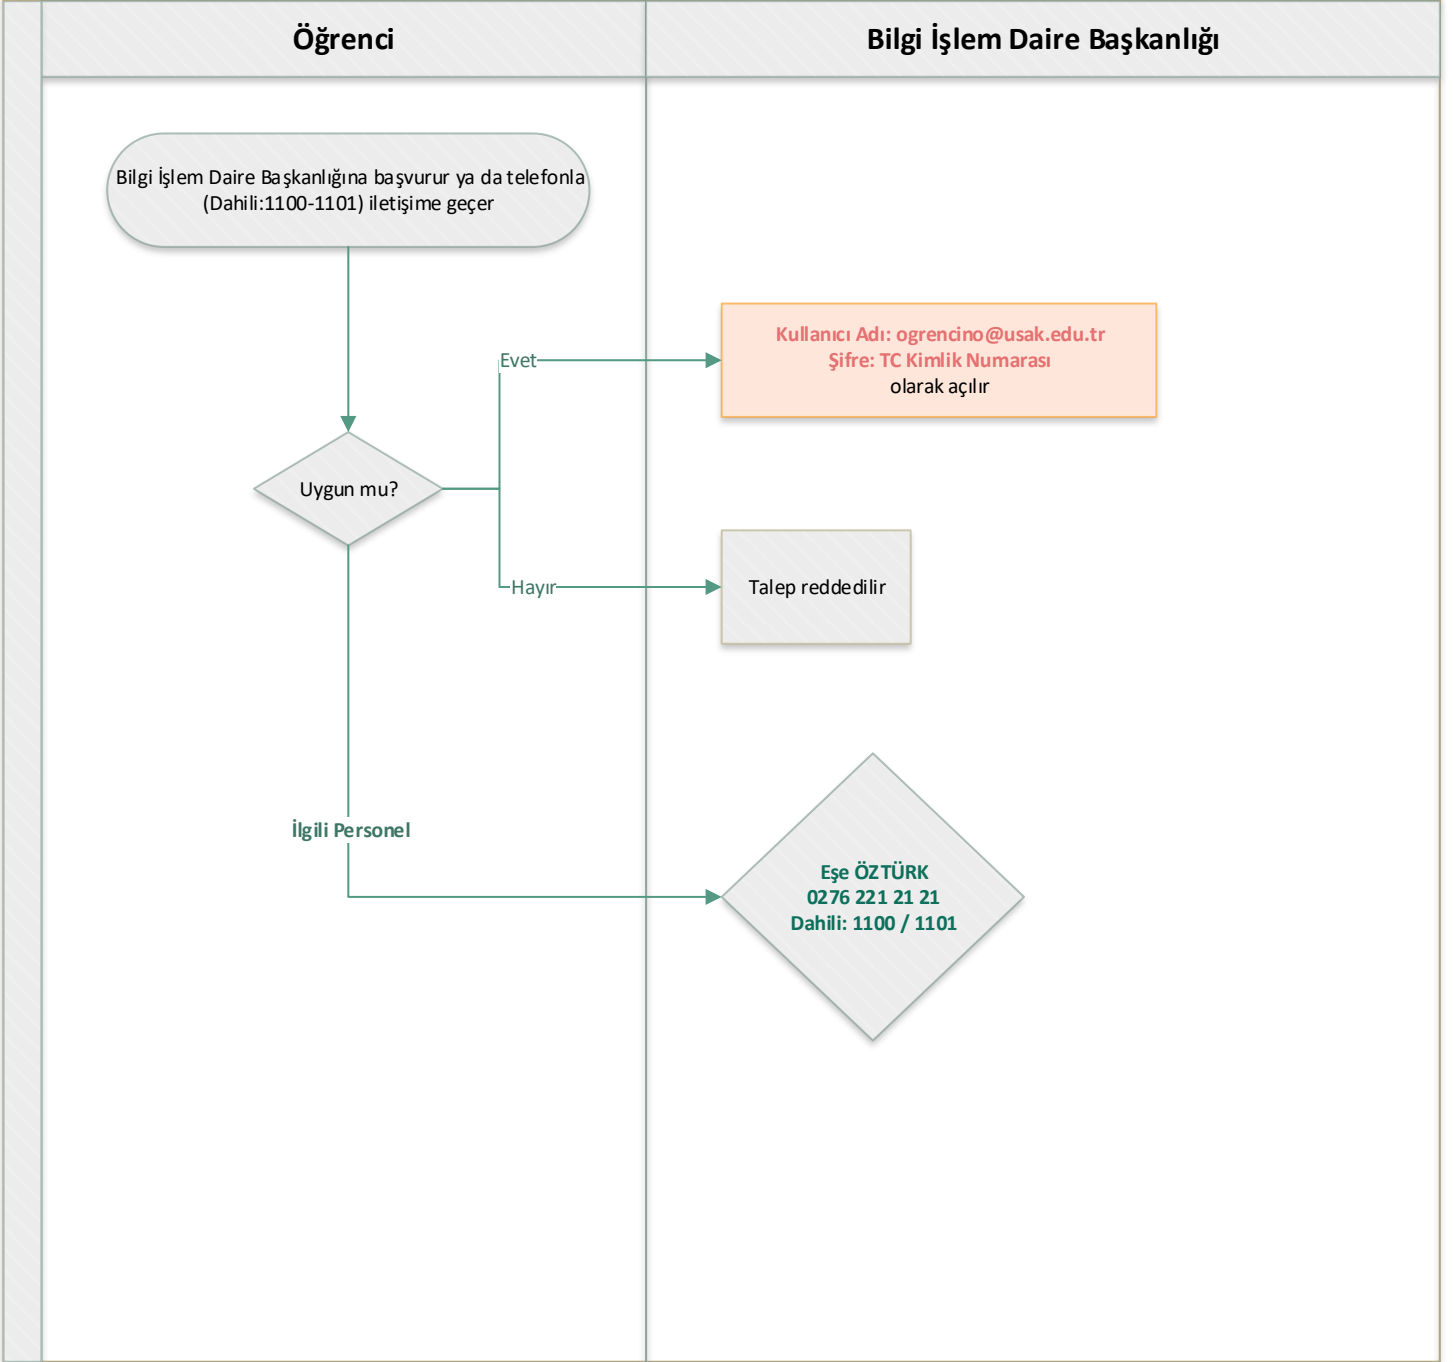 Öğrenci
Bilgi İşlem Daire Başkanlığı
Bilgi İşlem Daire Başkanlığına başvurur ya da telefonla
(Dahili:1100-1101) iletişime geçer
Kullanıcı Adı: ogrencino@usak.edu.tr
Şifre: TC Kimlik Numarası
olarak açılır
Evet
Uygun mu?
Hayır
Talep reddedilir
İlgili Personel
Eşe ÖZTÜRK
0276 221 21 21
Dahili: 1100 / 1101